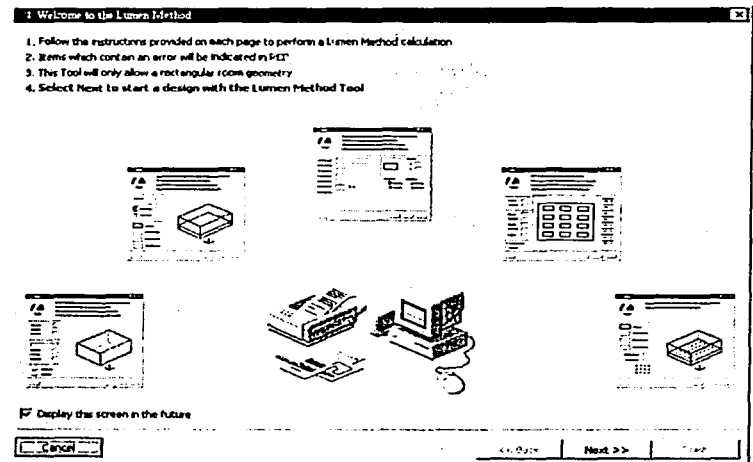 Welcome to the Lumen Method
1. Follow the instructions provided on each page to perform a Lumen Method calculation
2. Items which contain an error will be indicated in RED
3. This Tool will only allow a rectangular room geometry
4. Select Next to start a design with the Lumen Method Tool
Display this screen in the future
Cancel
<< Back
Next >>